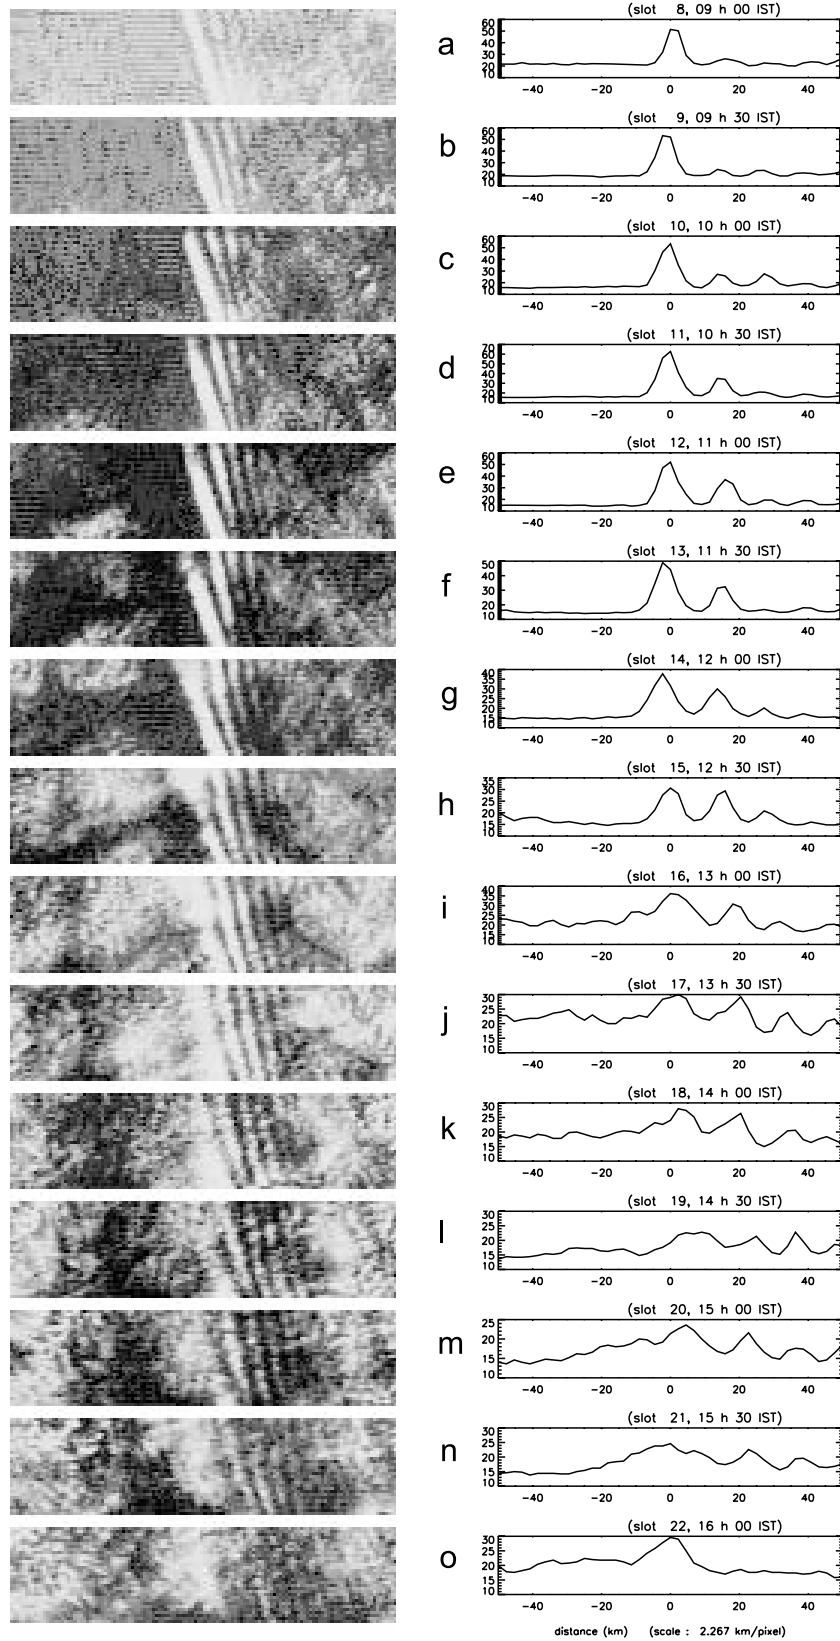 (slot 8, 09 h 00 IST)
a
60
50
40
30
20
10
−40 −20 0 20 40
(slot 9, 09 h 30 IST)
b
60
50
40
30
20
10
−40 −20 0 20 40
(slot 10, 10 h 00 IST)
c
60
50
40
30
20
10
−40 −20 0 20 40
(slot 11, 10 h 30 IST)
d
70
60
50
40
30
20
10
−40 −20 0 20 40
(slot 12, 11 h 00 IST)
e
60
50
40
30
20
10
−40 −20 0 20 40
(slot 13, 11 h 30 IST)
f
50
40
30
20
10
−40 −20 0 20 40
(slot 14, 12 h 00 IST)
g
40
35
30
25
20
15
10
−40 −20 0 20 40
(slot 15, 12 h 30 IST)
h
35
30
25
20
15
10
−40 −20 0 20 40
(slot 16, 13 h 00 IST)
i
40
35
30
25
20
15
10
−40 −20 0 20 40
(slot 17, 13 h 30 IST)
j
30
25
20
15
10
−40 −20 0 20 40
(slot 18, 14 h 00 IST)
k
30
25
20
15
10
−40 −20 0 20 40
(slot 19, 14 h 30 IST)
l
30
25
20
15
10
−40 −20 0 20 40
(slot 20, 15 h 00 IST)
m
25
20
15
10
−40 −20 0 20 40
(slot 21, 15 h 30 IST)
n
30
25
20
15
10
−40 −20 0 20 40
(slot 22, 16 h 00 IST)
o
30
25
20
15
10
−40 −20 0 20 40
distance (km) (scale : 2.267 km/pixel)